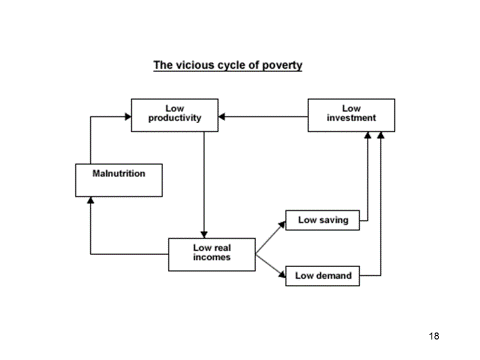 The vicious cycle of poverty
Low
productivity
Low
investment
Malnutrition
Low saving
Low real
incomes
Low demand
18